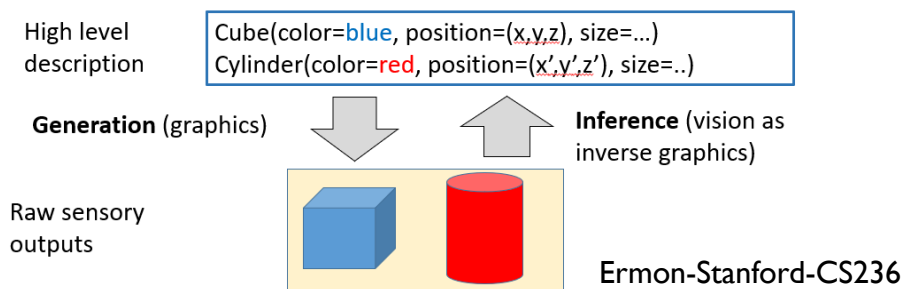 High level
description
Cube(color=blue, position=(x,y,z), size=…)
Cylinder(color=red, position=(x’,y’,z’), size=..)
Generation (graphics)
Inference (vision as
inverse graphics)
Raw sensory
outputs
Ermon-Stanford-CS236